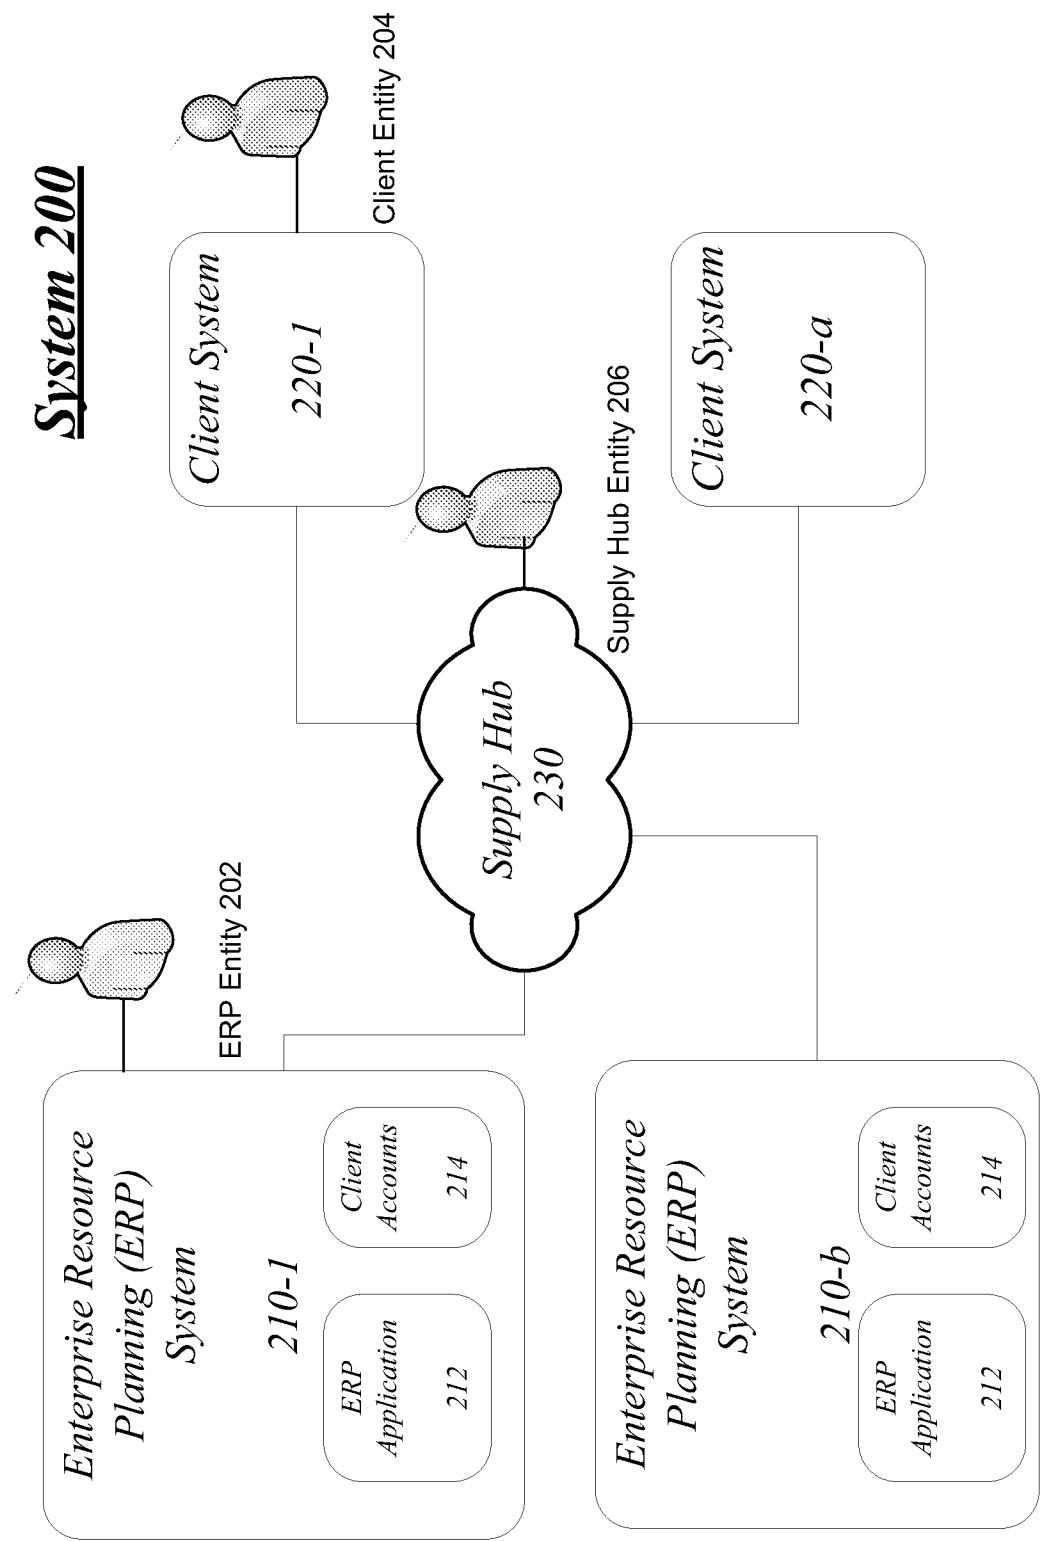 System 200
ERP Entity 202
Client Entity 204
Enterprise Resource
Planning (ERP)
System
210-1
ERP
Application
212
Client
Accounts
214
Client System
220-1
Supply Hub
230
Supply Hub Entity 206
Enterprise Resource
Planning (ERP)
System
210-b
ERP
Application
212
Client
Accounts
214
Client System
220-a